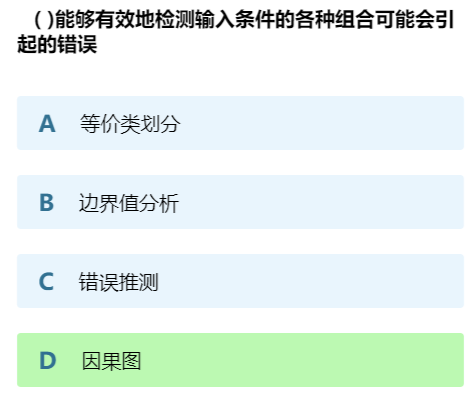 ( )能够有效地检测输入条件的各种组合可能会引
起的错误
A 等价类划分
B 边界值分析
C 错误推测
D 因果图